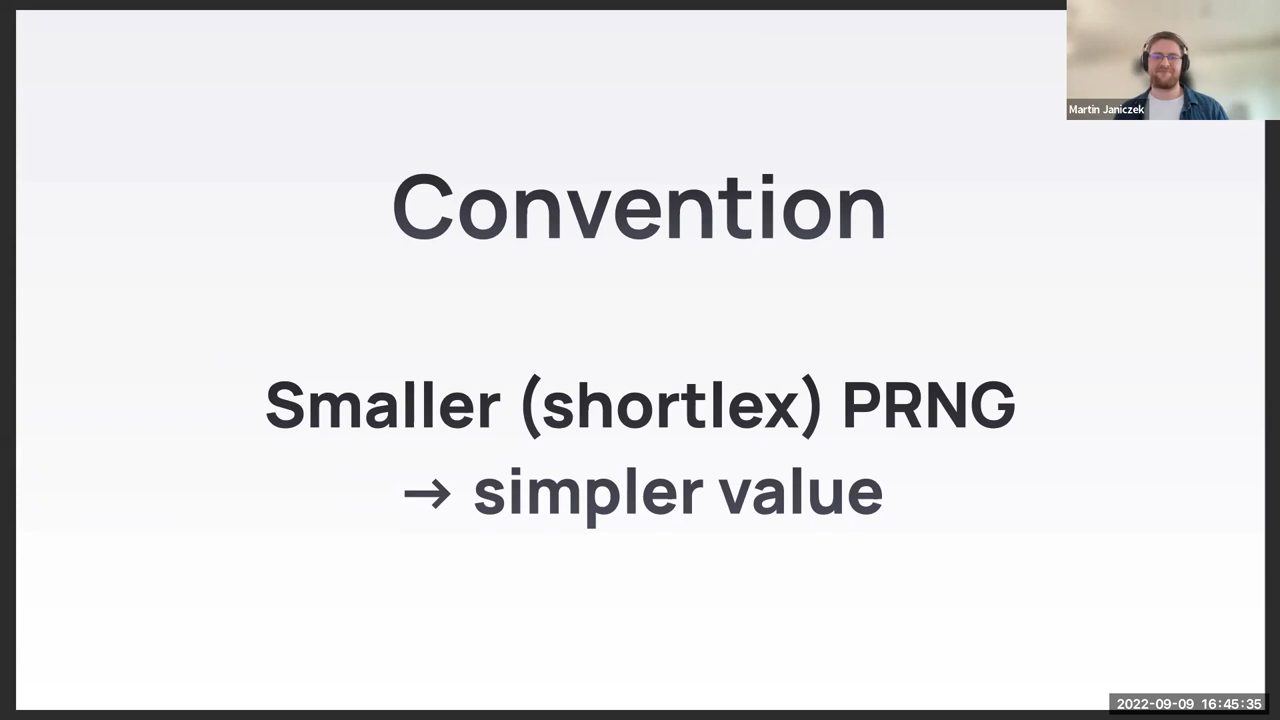 Martin Janiczek
Convention
Smaller (shortlex) PRNG
→ simpler value
2022-09-09 16:45:35